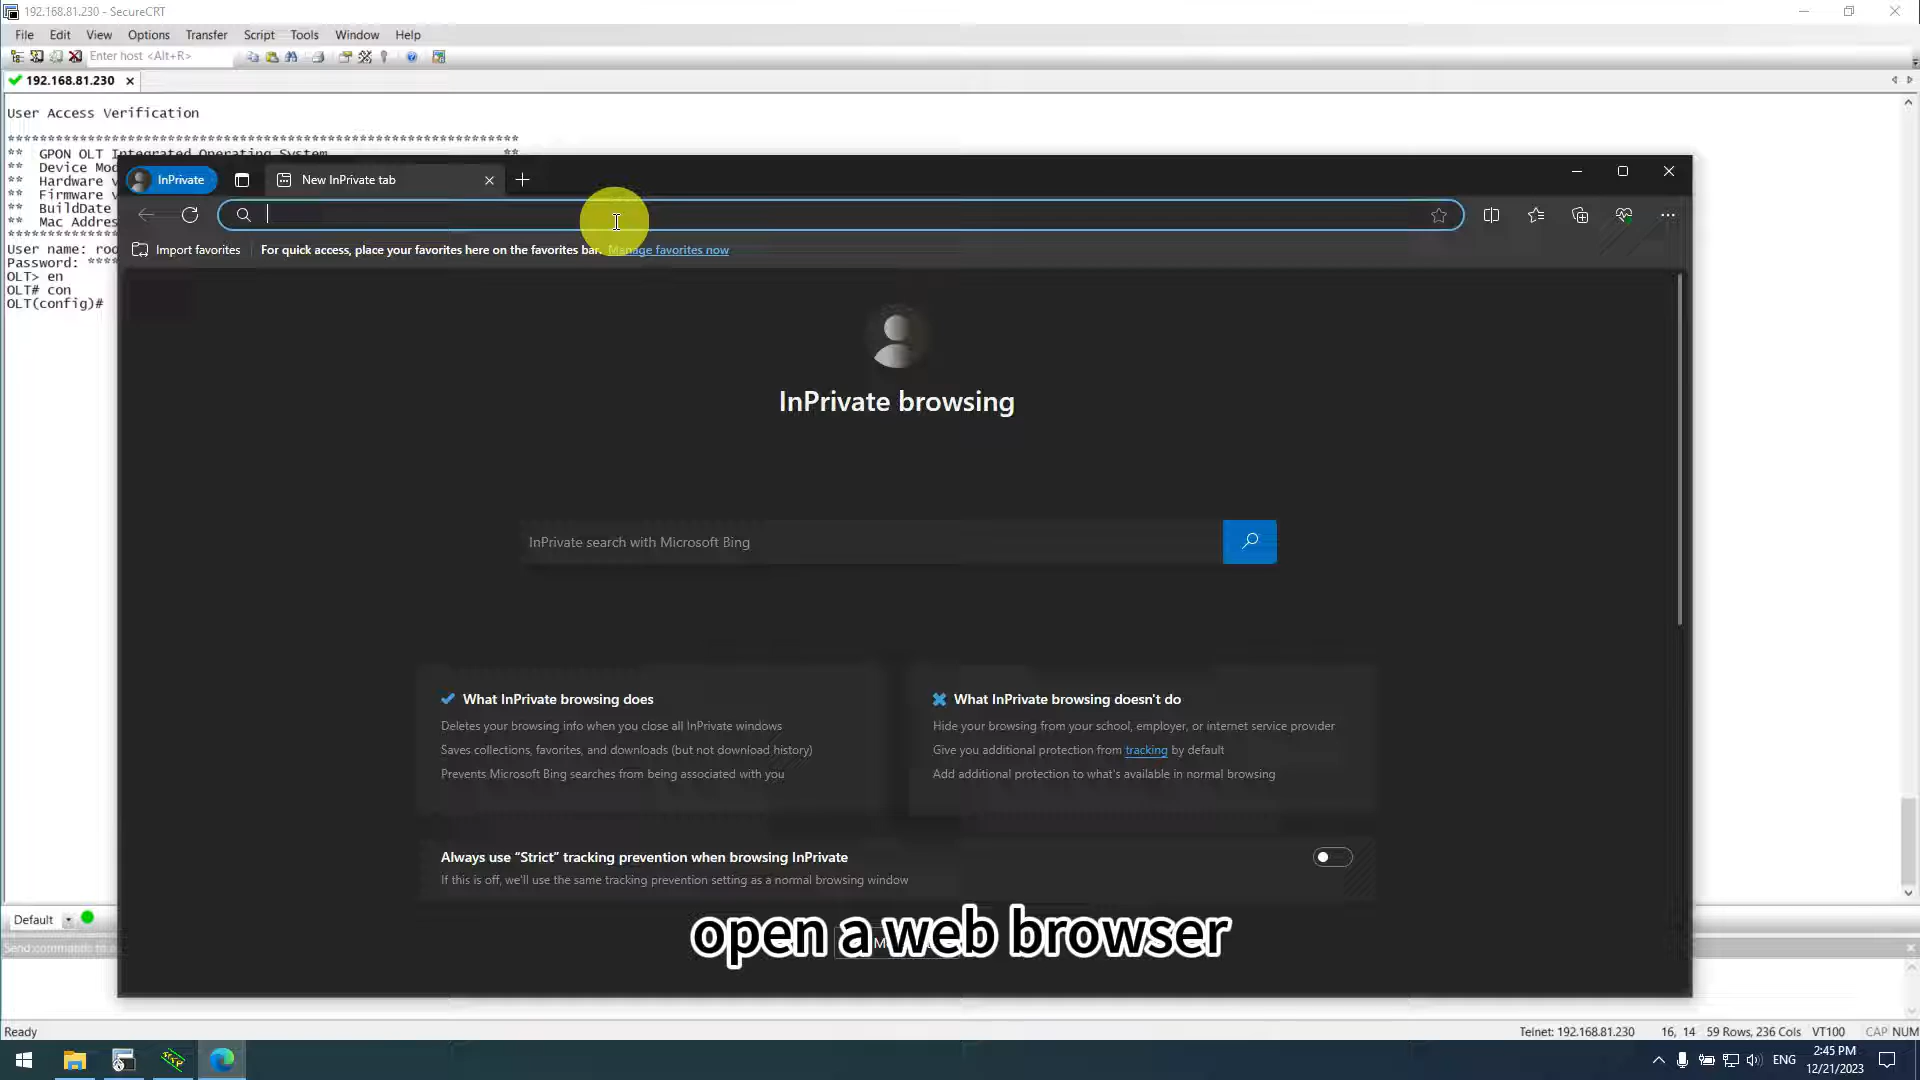 192.168.81.230 - SecureCRT
File Edit View Options Transfer Script Tools Window Help
Enter host <Alt+R>
192.168.81.230
User Access Verification
*****************************************************************
** GPON OLT Integrated Operating System **
** Device Mod
** Hardware v
** Firmware v
** BuildDate
** Mac Addres
User name: roo
Password: ****
OLT> en
OLT# con
OLT(config)#
InPrivate
New InPrivate tab
Import favorites
For quick access, place your favorites here on the favorites bar. Manage favorites now
InPrivate browsing
InPrivate search with Microsoft Bing
What InPrivate browsing does
Deletes your browsing info when you close all InPrivate windows
Saves collections, favorites, and downloads (but not download history)
Prevents Microsoft Bing searches from being associated with you
What InPrivate browsing doesn't do
Hide your browsing from your school, employer, or internet service provider
Give you additional protection from tracking by default
Add additional protection to what's available in normal browsing
Always use “Strict” tracking prevention when browsing InPrivate
If this is off, we'll use the same tracking prevention setting as a normal browsing window
open a web browser
Default
Send commands to a
Ready
Telnet: 192.168.81.230 16, 14 59 Rows, 236 Cols VT100 CAP NUM
ENG
2:45 PM
12/21/2023